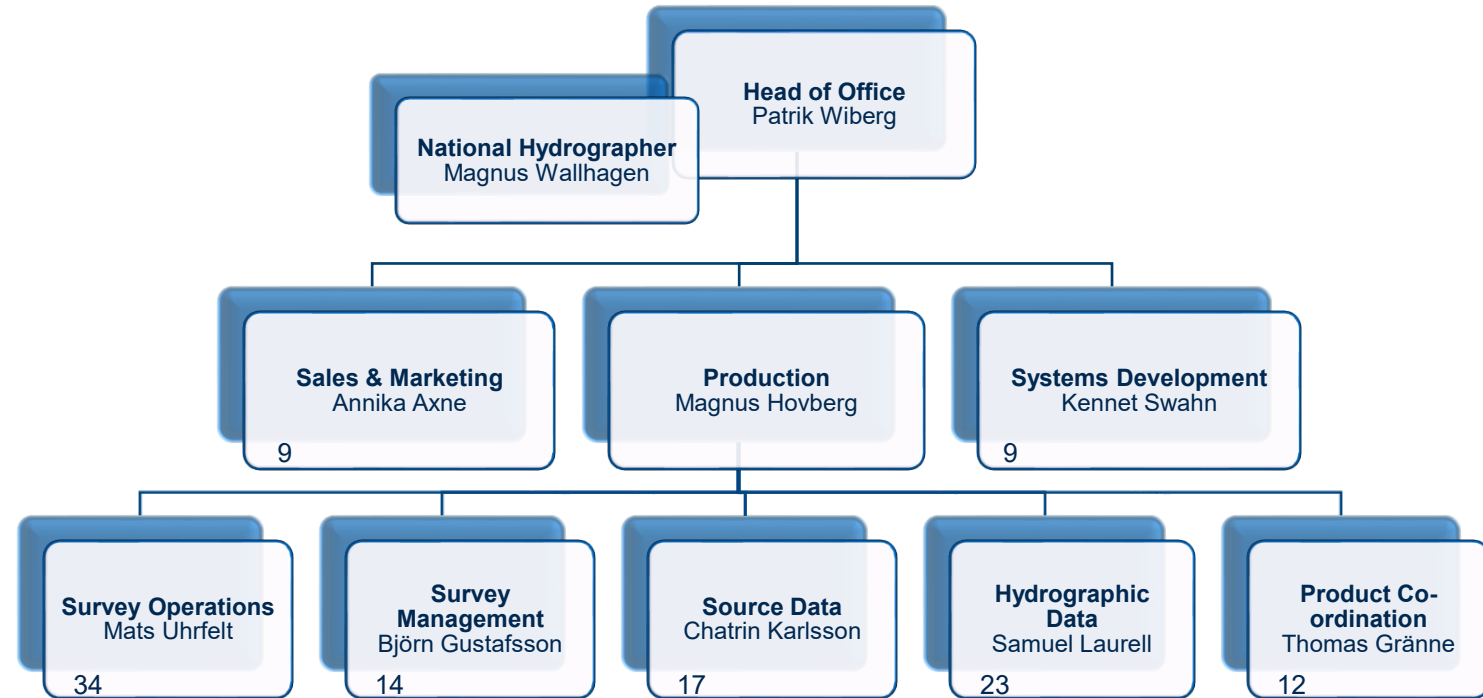 Head of Office
Patrik Wiberg
National Hydrographer
Magnus Wallhagen
Sales & Marketing
Annika Axne
9
Production
Magnus Hovberg
Systems Development
Kennet Swahn
9
Survey Operations
Mats Uhrfelt
34
Survey
Management
Björn Gustafsson
14
Source Data
Chatrin Karlsson
17
Hydrographic
Data
Samuel Laurell
23
Product Co-
ordination
Thomas Gränne
12